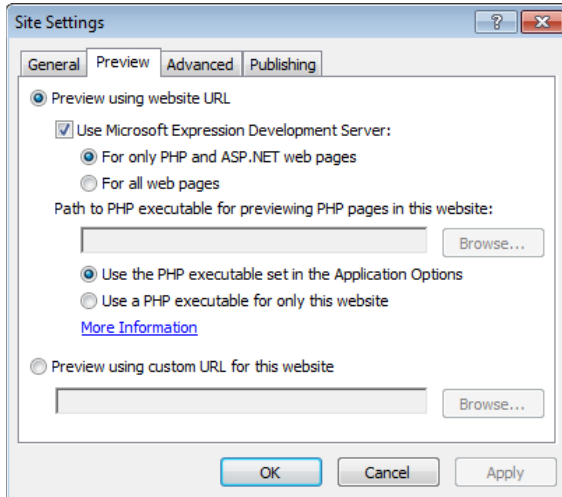 Site Settings
General Preview Advanced Publishing
Preview using website URL
Use Microsoft Expression Development Server:
For only PHP and ASP.NET web pages
For all web pages
Path to PHP executable for previewing PHP pages in this website:
Browse...
Use the PHP executable set in the Application Options
Use a PHP executable for only this website
More Information
Preview using custom URL for this website
Browse...
OK Cancel Apply